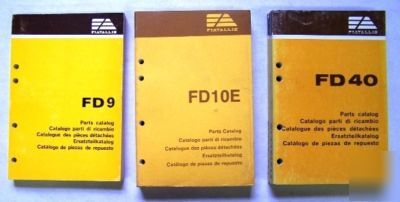 FIATALLIS
FD9
Parts catalog
Catalogo parti di ricambio
Catalogue des pièces détachées
Ersatzteilkatalog
Catálogo de piezas de repuesto
FIATALLIS
FD10E
Parts Catalog
Catalogo parti di ricambio
Catalogue des pièces détachées
Ersatzteilkatalog
Catálogo de piezas de repuesto
FIATALLIS
FD40
Parts catalog
Catalogo parti di ricambio
Catalogue des pièces détachées
Ersatzteilkatalog
Catálogo de piezas de repuesto